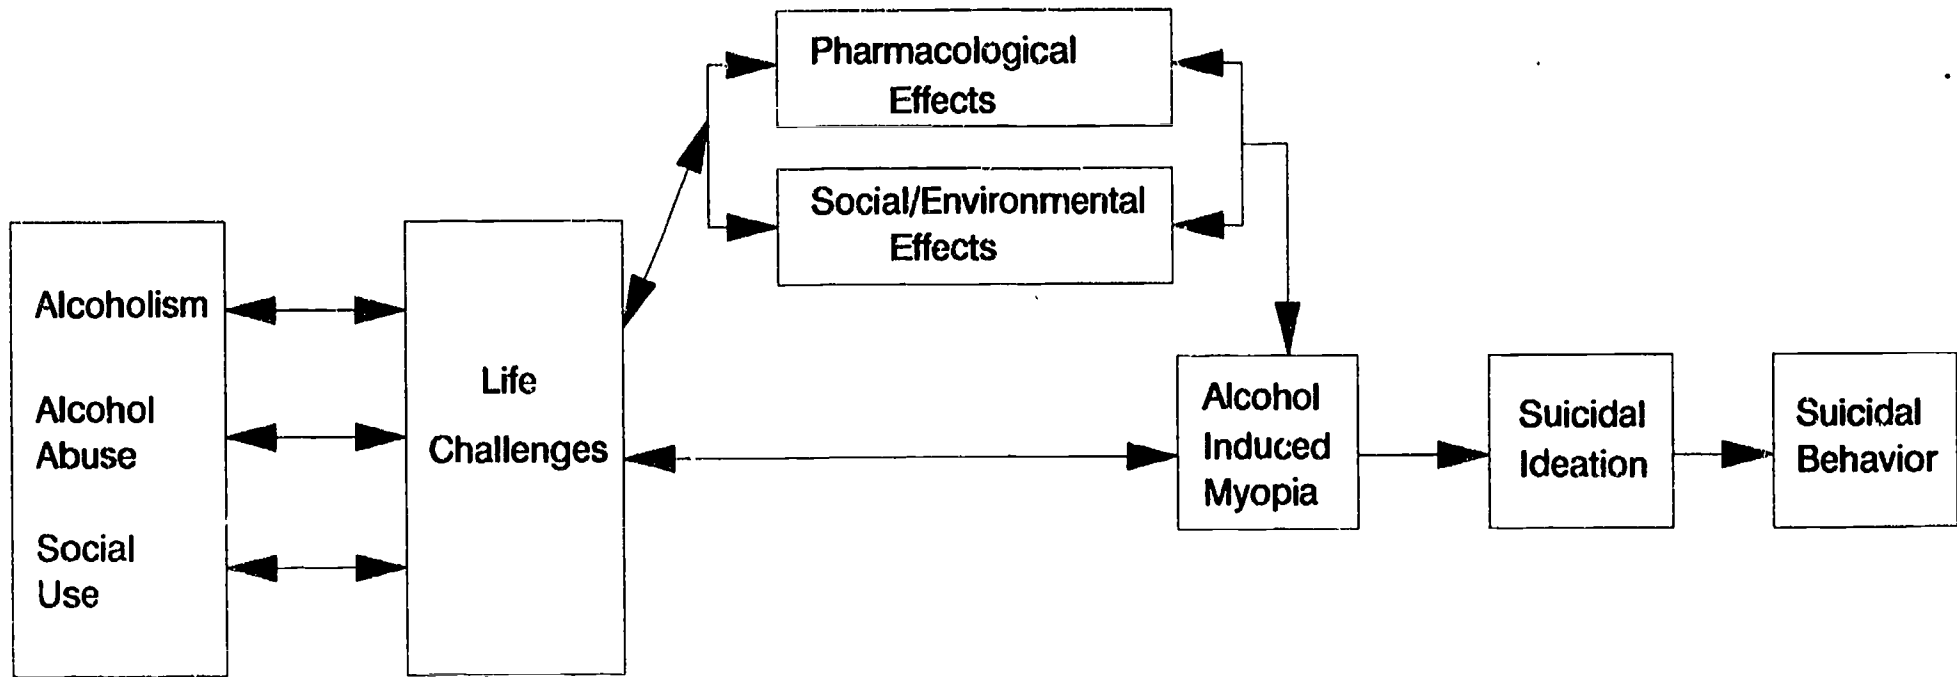 Pharmacological
Effects
Social/Environmental
Effects
Alcoholism
Alcohol
Abuse
Social
Use
Life
Challenges
Alcohol
Induced
Myopia
Suicidal
Ideation
Suicidal
Behavior